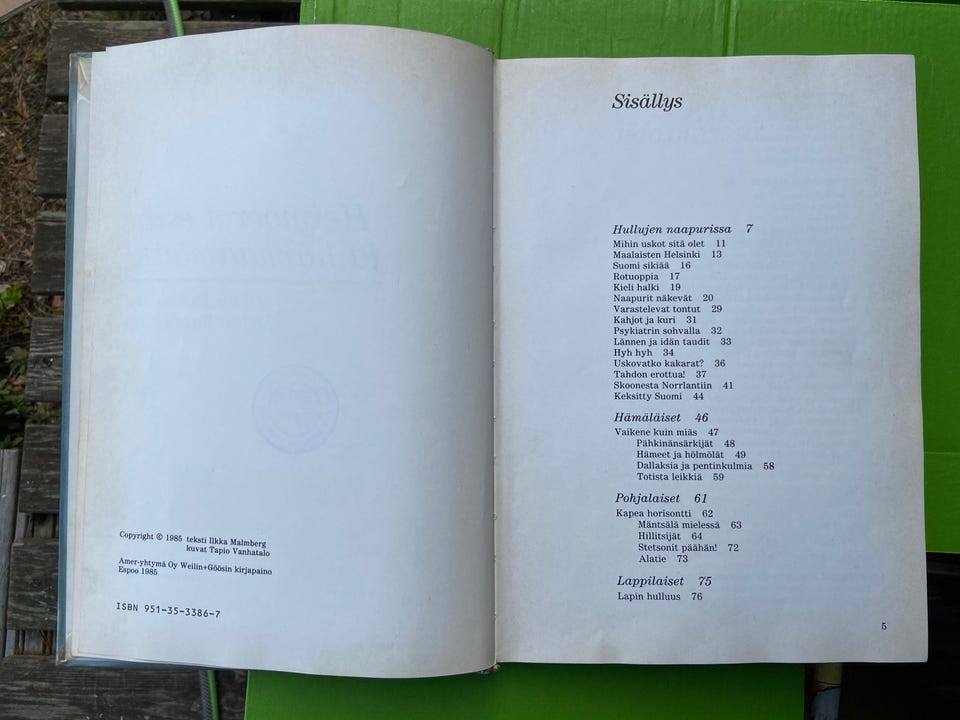 Copyright © 1985 teksti Ilkka Malmberg
kuvat Tapio Vanhatalo
Amer-yhtymä Oy Weilin+Göösin kirjapaino
Espoo 1985
ISBN 951-35-3386-7
Sisällys
Hullujen naapurissa 7
Mihin uskot sitä olet 11
Maalaisten Helsinki 13
Suomi sikiää 16
Rotuoppia 17
Kieli halki 19
Naapurit näkevät 20
Varastelevat tontut 29
Kahjot ja kuri 31
Psykiatrin sohvalla 32
Lännen ja idän taudit 33
Hyh hyh 34
Uskovatko kakarat? 36
Tahdon erottua! 37
Skoonesta Norrlantiin 41
Keksitty Suomi 44
Hämäläiset 46
Vaikene kuin miäs 47
Pähkinänsärkijät 48
Hämeet ja hölmölät 49
Dallaksia ja pentinkulmia 58
Totista leikkiä 59
Pohjalaiset 61
Kapea horisontti 62
Mäntsälä mielessä 63
Hillitsijät 64
Stetsonit päähän! 72
Alatie 73
Lappilaiset 75
Lapin hulluus 76
5